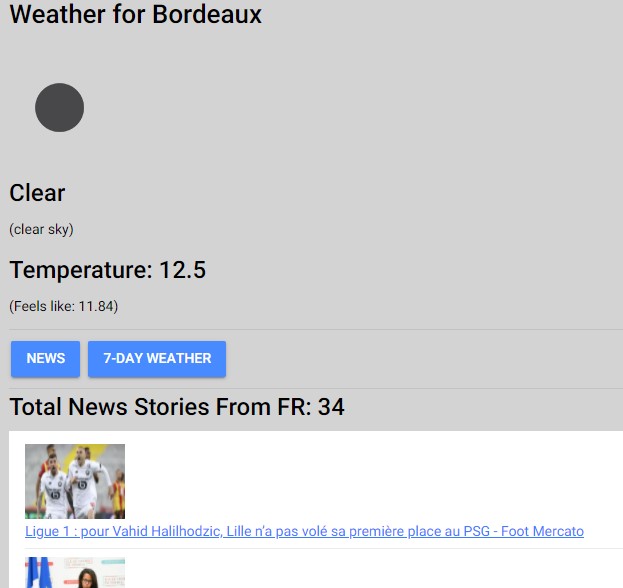 Weather for Bordeaux
Clear
(clear sky)
Temperature: 12.5
(Feels like: 11.84)
NEWS
7-DAY WEATHER
Total News Stories From FR: 34
Ligue 1 : pour Vahid Halilhodzic, Lille n’a pas volé sa première place au PSG - Foot Mercato